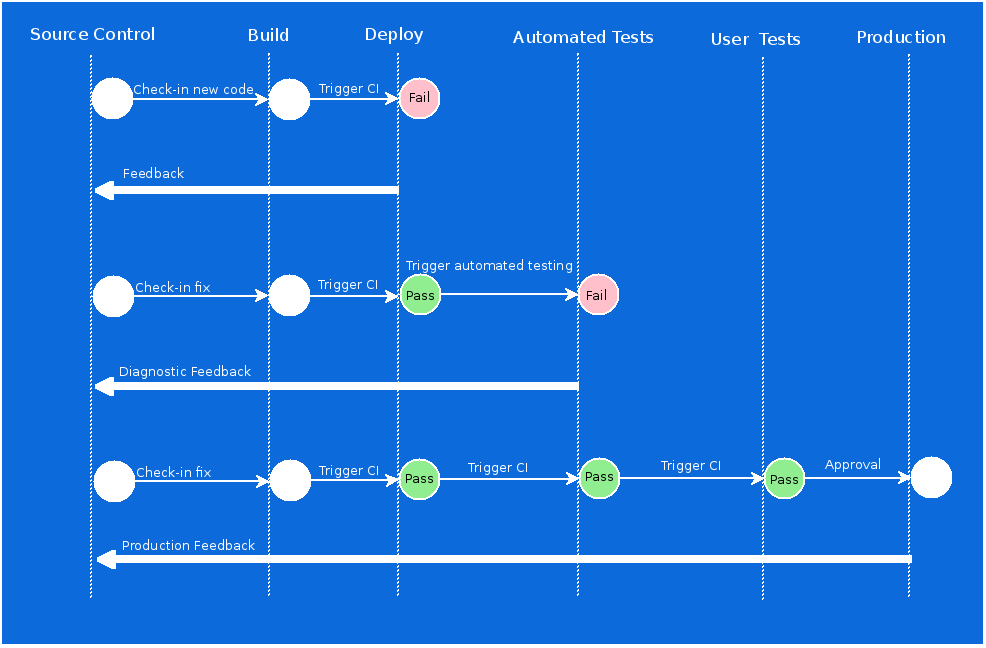 Source Control
Build
Deploy
Automated Tests
User  Tests
Production
Check-in new code
Trigger CI
Fail
Feedback
Trigger automated testing
Check-in fix
Trigger CI
Pass
Fail
Diagnostic Feedback
Check-in fix
Trigger CI
Pass
Trigger CI
Pass
Trigger CI
Pass
Approval
Production Feedback